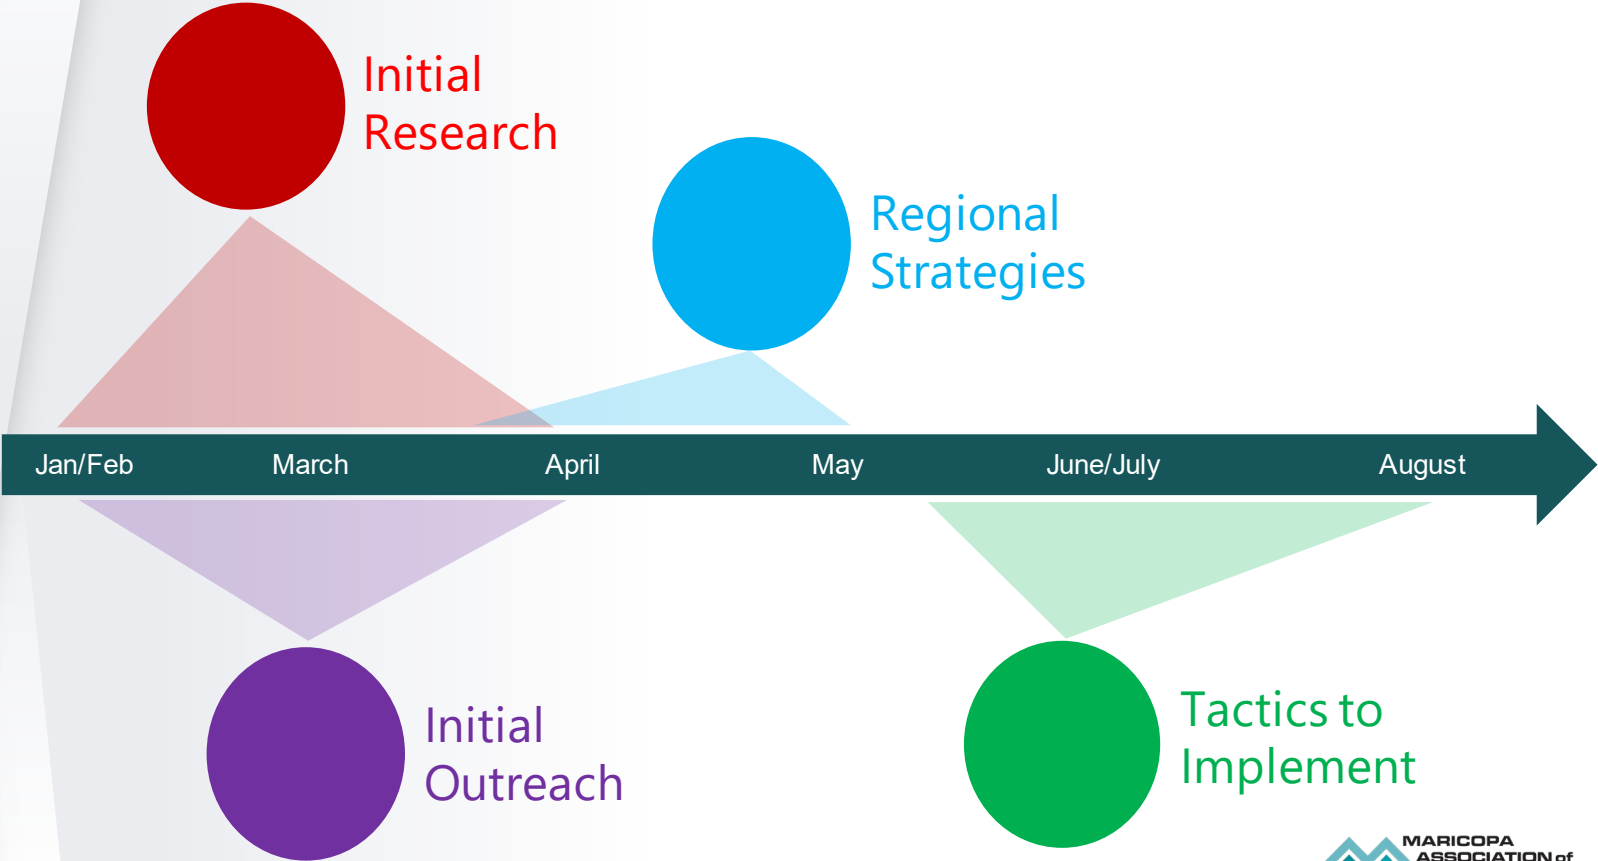 Initial
Research
Regional
Strategies
Jan/Feb March April May June/July August
Initial
Outreach
Tactics to
Implement
MARICOPA
ASSOCIATION of